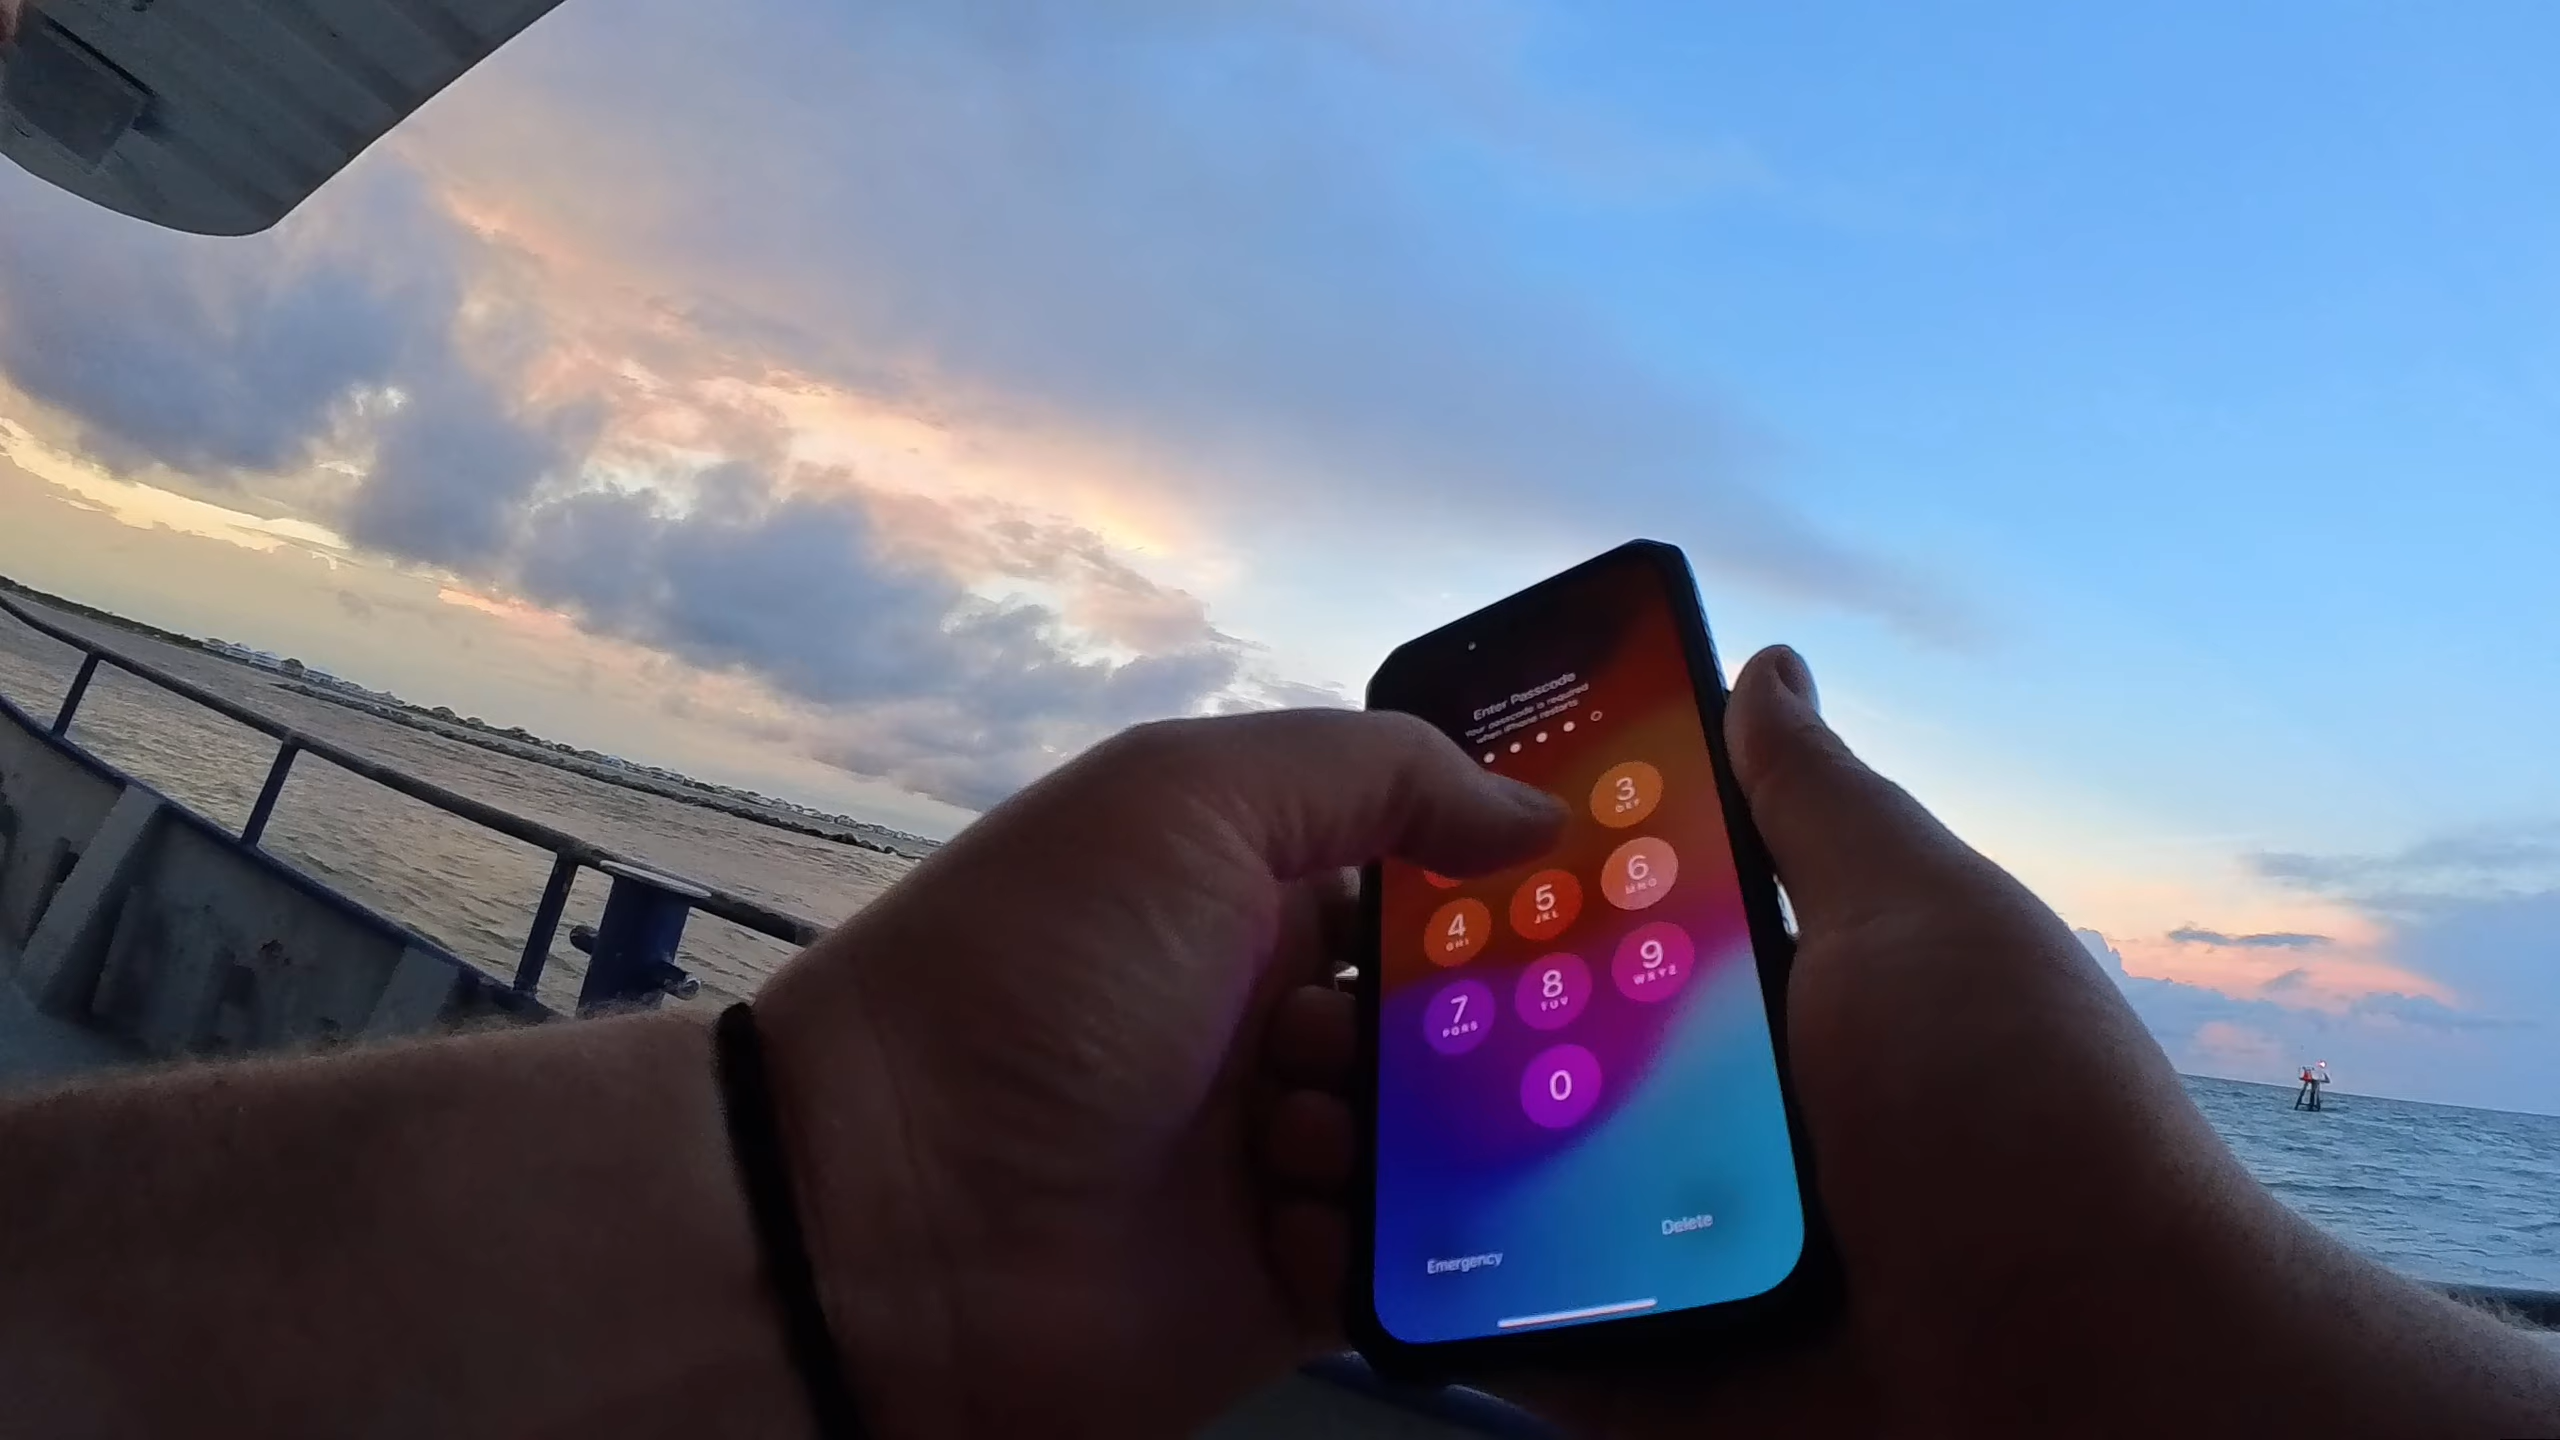 Enter Passcode
Your passcode is required
when iPhone restarts
3
DEF
4
GHI
5
JKL
6
MNO
7
PQRS
8
TUV
9
WXYZ
0
Emergency
Delete